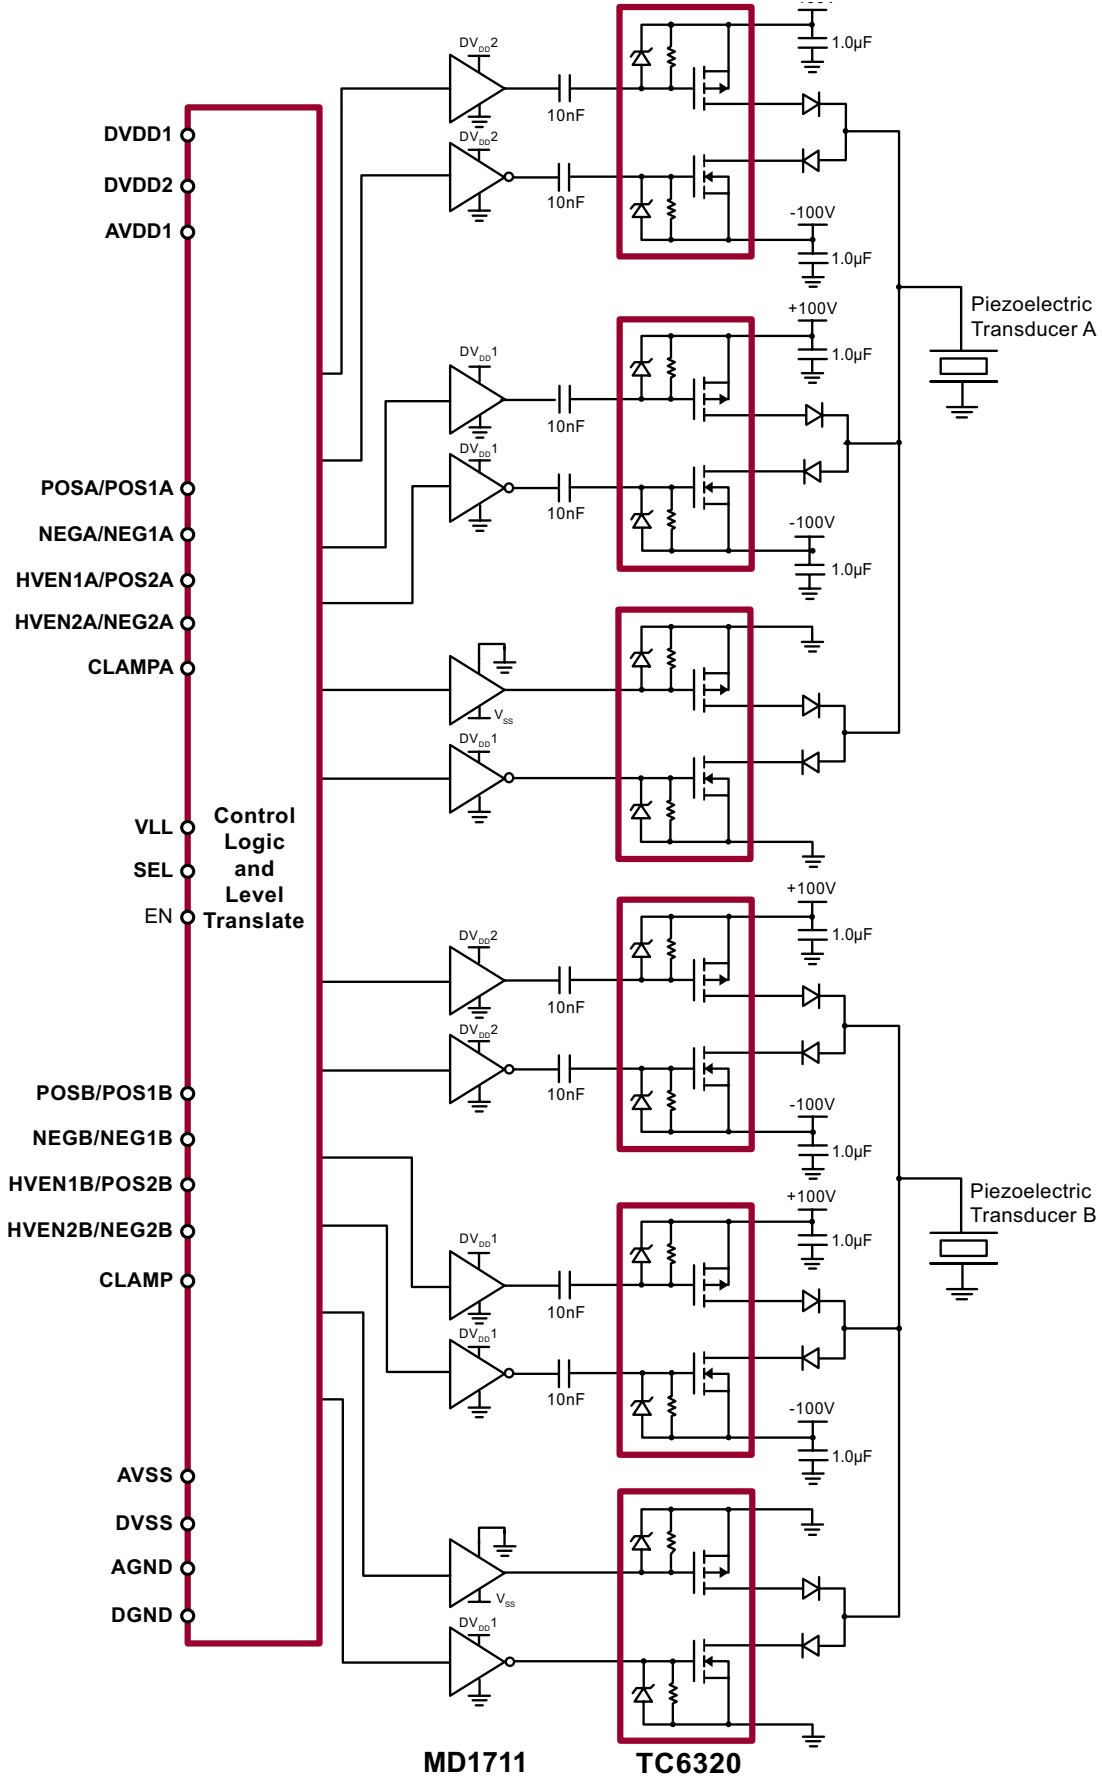 DVDD1
DVDD2
AVDD1
POSA/POS1A
NEGA/NEG1A
HVEN1A/POS2A
HVEN2A/NEG2A
CLAMPA
VLL
SEL
EN
POSB/POS1B
NEGB/NEG1B
HVEN1B/POS2B
HVEN2B/NEG2B
CLAMP
AVSS
DVSS
AGND
DGND
Control
Logic
and
Level
Translate
DVDD2
10nF
1.0µF
DVDD2
10nF
-100V
1.0µF
+100V
DVDD1
10nF
1.0µF
DVDD1
10nF
-100V
1.0µF
Piezoelectric
Transducer A
VSS
DVDD1
+100V
DVDD2
10nF
1.0µF
DVDD2
10nF
-100V
1.0µF
Piezoelectric
Transducer B
+100V
DVDD1
10nF
1.0µF
DVDD1
10nF
-100V
1.0µF
VSS
DVDD1
MD1711
TC6320